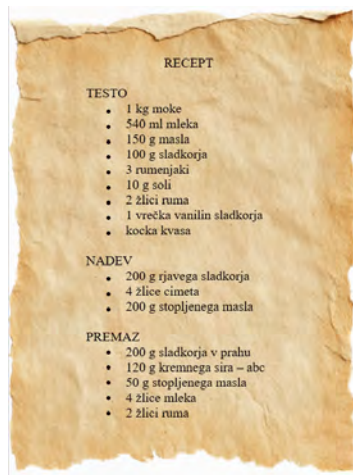 RECEPT
TESTO
• 1 kg moke
• 540 ml mleka
• 150 g masla
• 100 g sladkorja
• 3 rumenjaki
• 10 g soli
• 2 žlici ruma
• 1 vrečka vanilin sladkorja
• kocka kvasa
NADEV
• 200 g rjavega sladkorja
• 4 žlice cimeta
• 200 g stopljenega masla
PREMAZ
• 200 g sladkorja v prahu
• 120 g kremnega sira – abc
• 50 g stopljenega masla
• 4 žlice mleka
• 2 žlici ruma